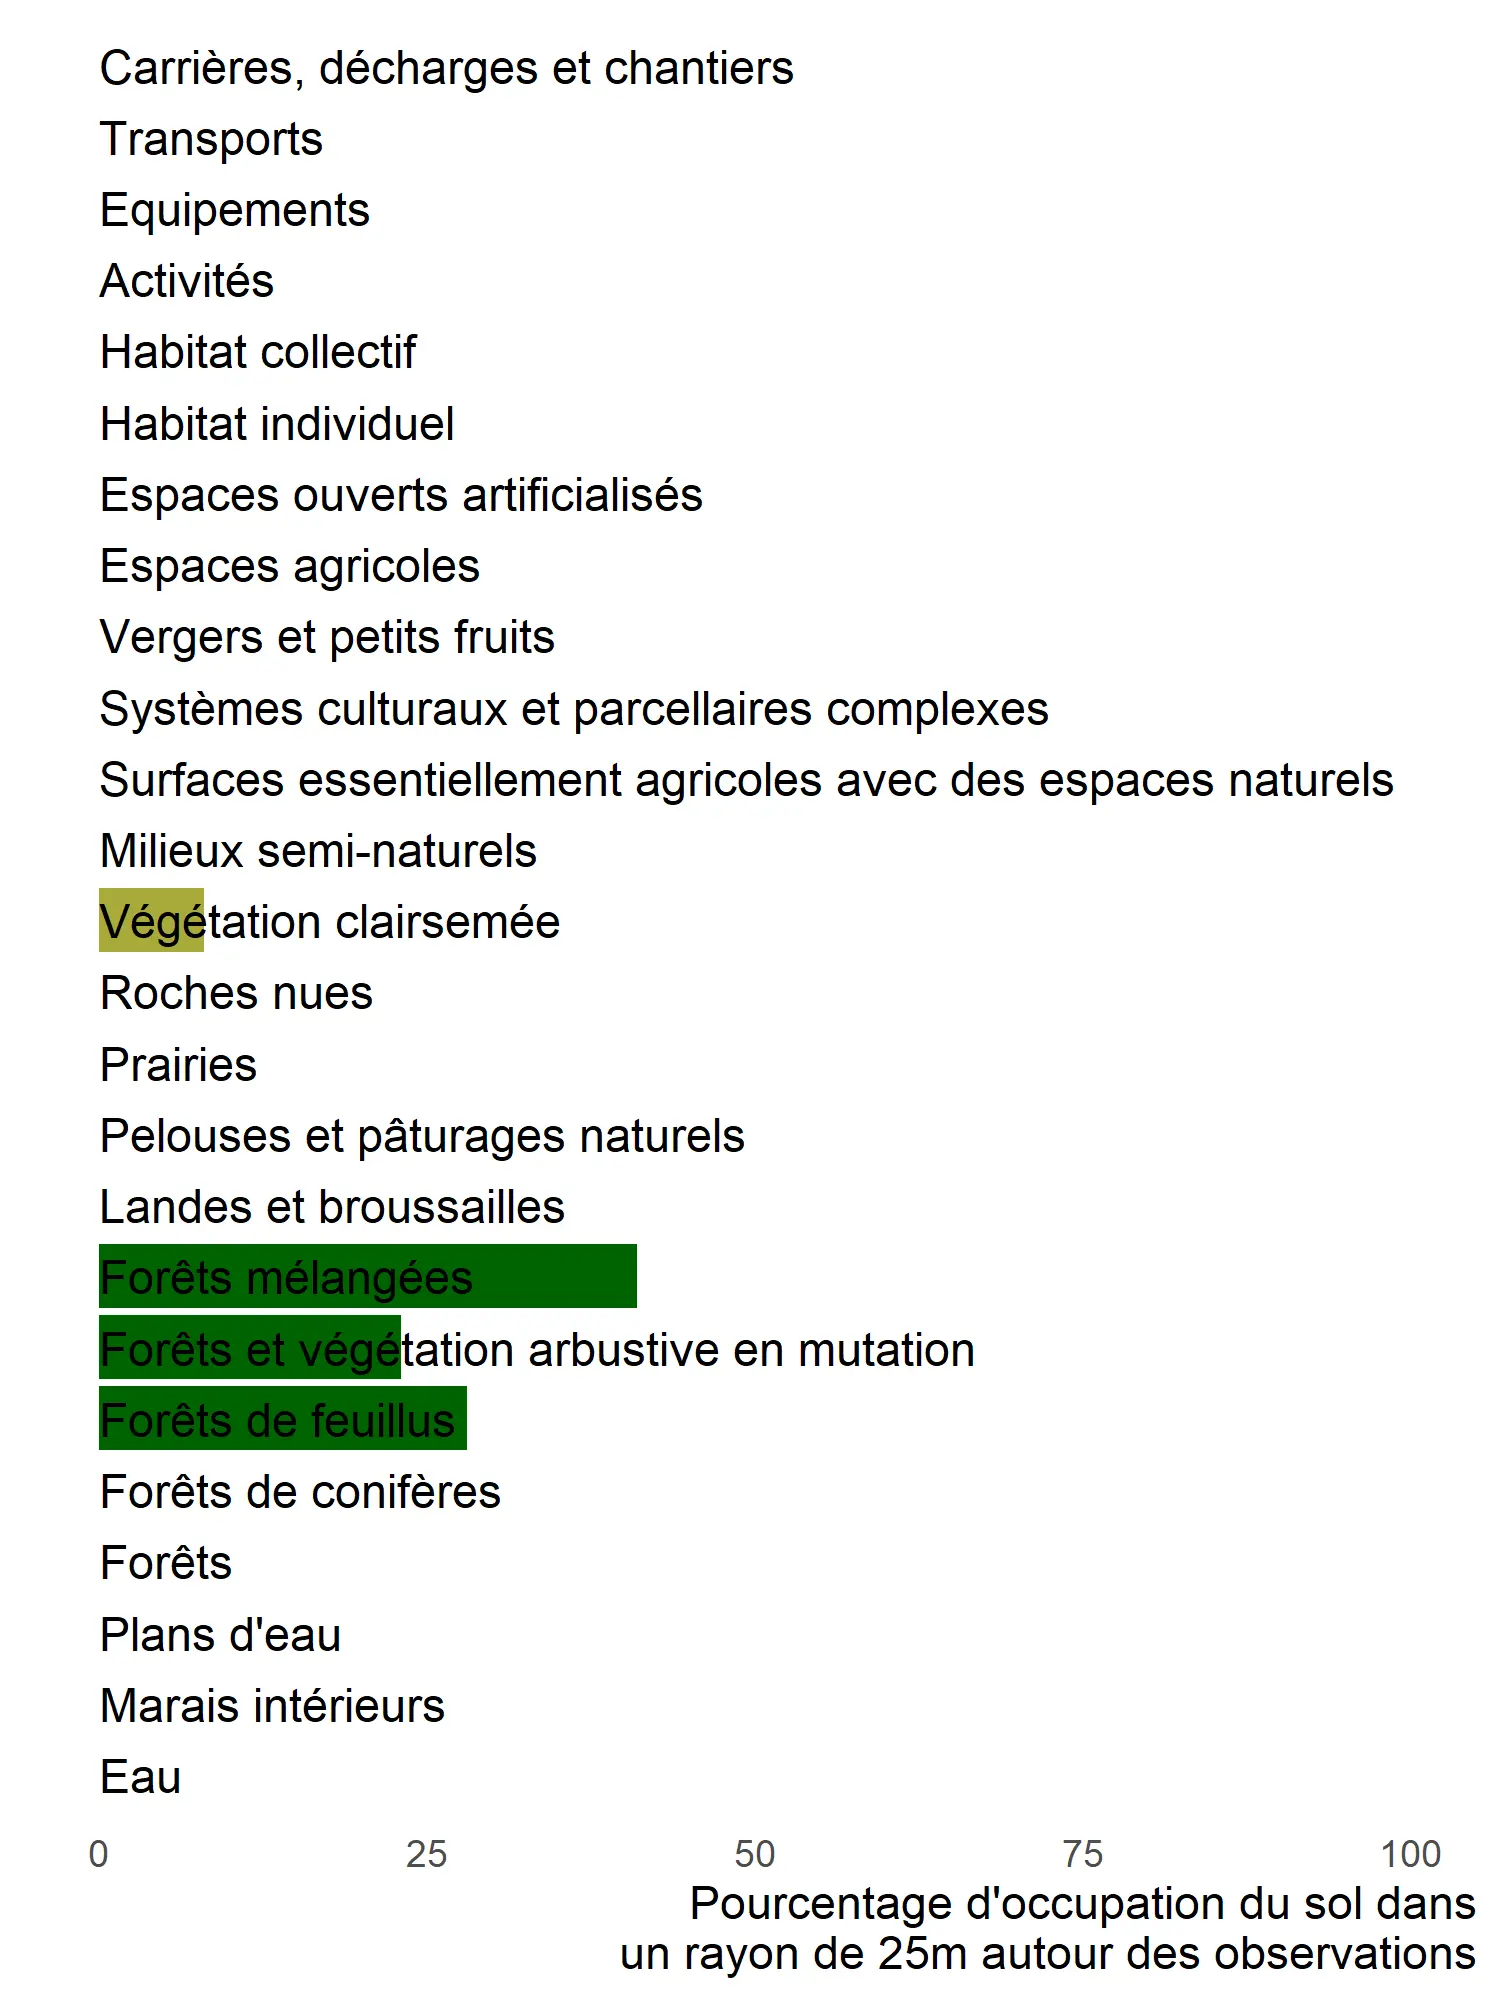 Carrières, décharges et chantiers
Transports
Equipements
Activités
Habitat collectif
Habitat individuel
Espaces ouverts artificialisés
Espaces agricoles
Vergers et petits fruits
Systèmes culturaux et parcellaires complexes
Surfaces essentiellement agricoles avec des espaces naturels
Milieux semi-naturels
Végétation clairsemée
Roches nues
Prairies
Pelouses et pâturages naturels
Landes et broussailles
Forêts mélangées
Forêts et végétation arbustive en mutation
Forêts de feuillus
Forêts de conifères
Forêts
Plans d'eau
Marais intérieurs
Eau
0 25 50 75 100
Pourcentage d'occupation du sol dans
un rayon de 25m autour des observations